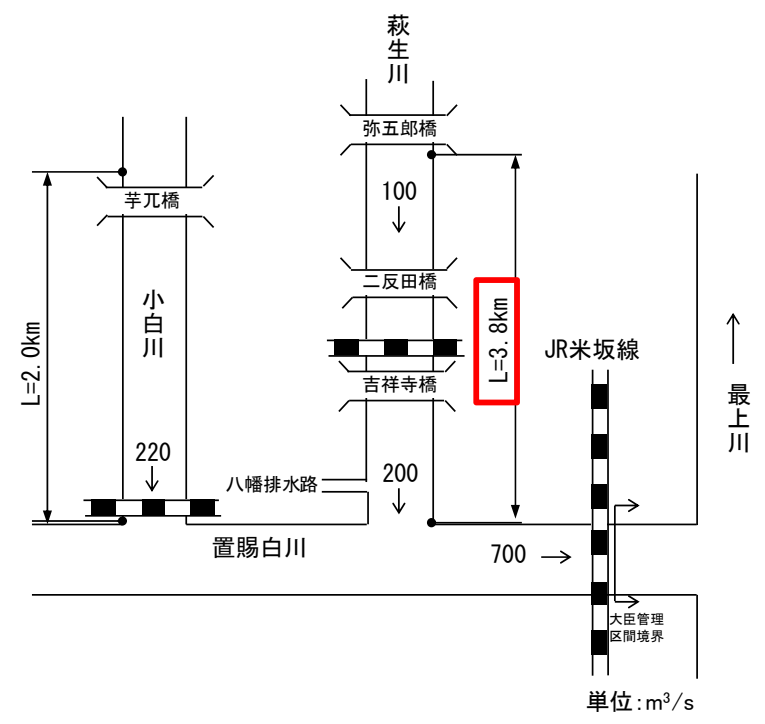 萩生川
弥五郎橋
芋兀橋
100
二反田橋
小白川
L=2.0km
L=3.8km
JR米坂線
吉祥寺橋
最上川
220
八幡排水路
200
置賜白川
700
大臣管理
区間境界
単位:m³/s